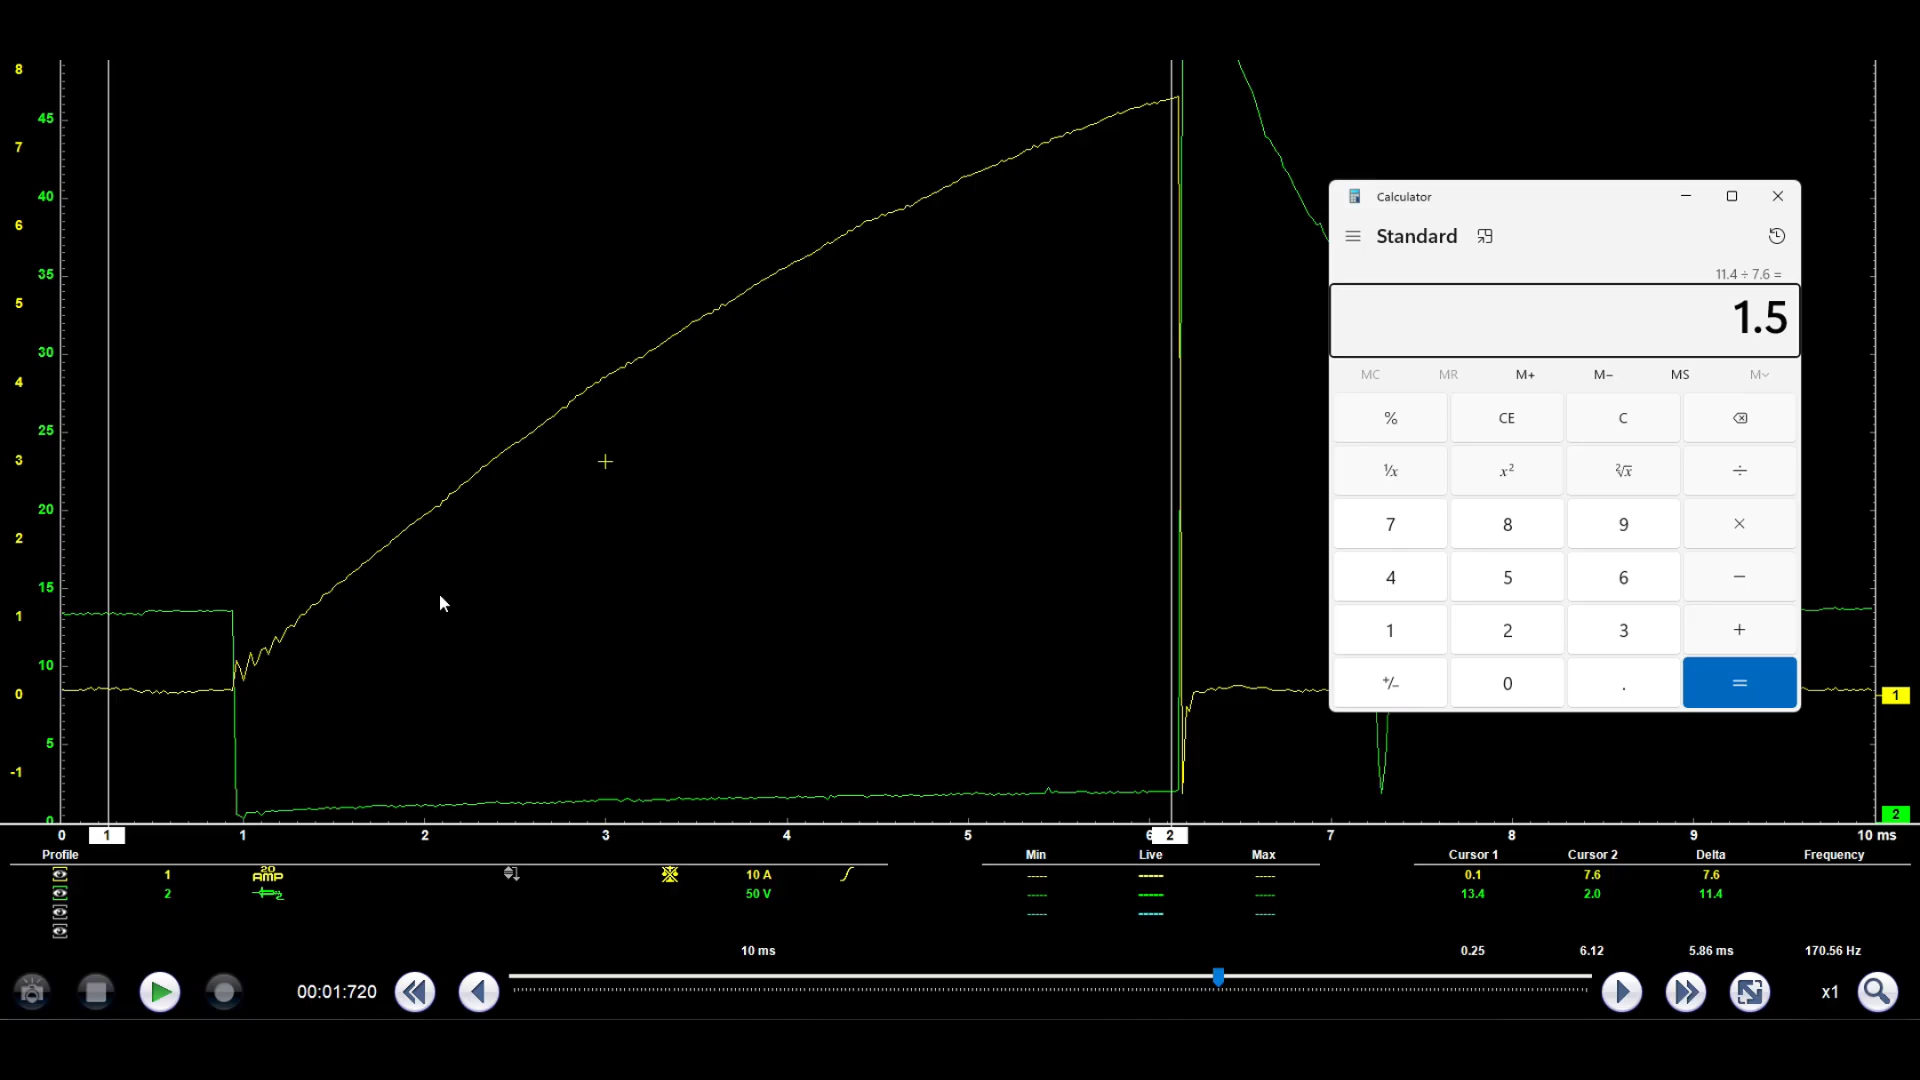 8
45
7
40
6
35
5
30
4
25
3
20
2
15
1
10
0
5
-1
0
0 1 1 2 3 4 5 6 2 7 8 9 10 ms
1
2
Calculator
Standard
11.4 ÷ 7.6 =
1.5
MC MR M+ M− MS M
% CE C
¹/x x² ²√x ÷
7 8 9 ×
4 5 6 −
1 2 3 +
+/− 0 . =
Profile Min Live Max Cursor 1 Cursor 2 Delta Frequency
1 20 AMP 10 A ----- ----- ----- 0.1 7.6 7.6
2 50 V ----- ----- ----- 13.4 2.0 11.4
----- ----- -----
10 ms 0.25 6.12 5.86 ms 170.56 Hz
00:01:720 x1